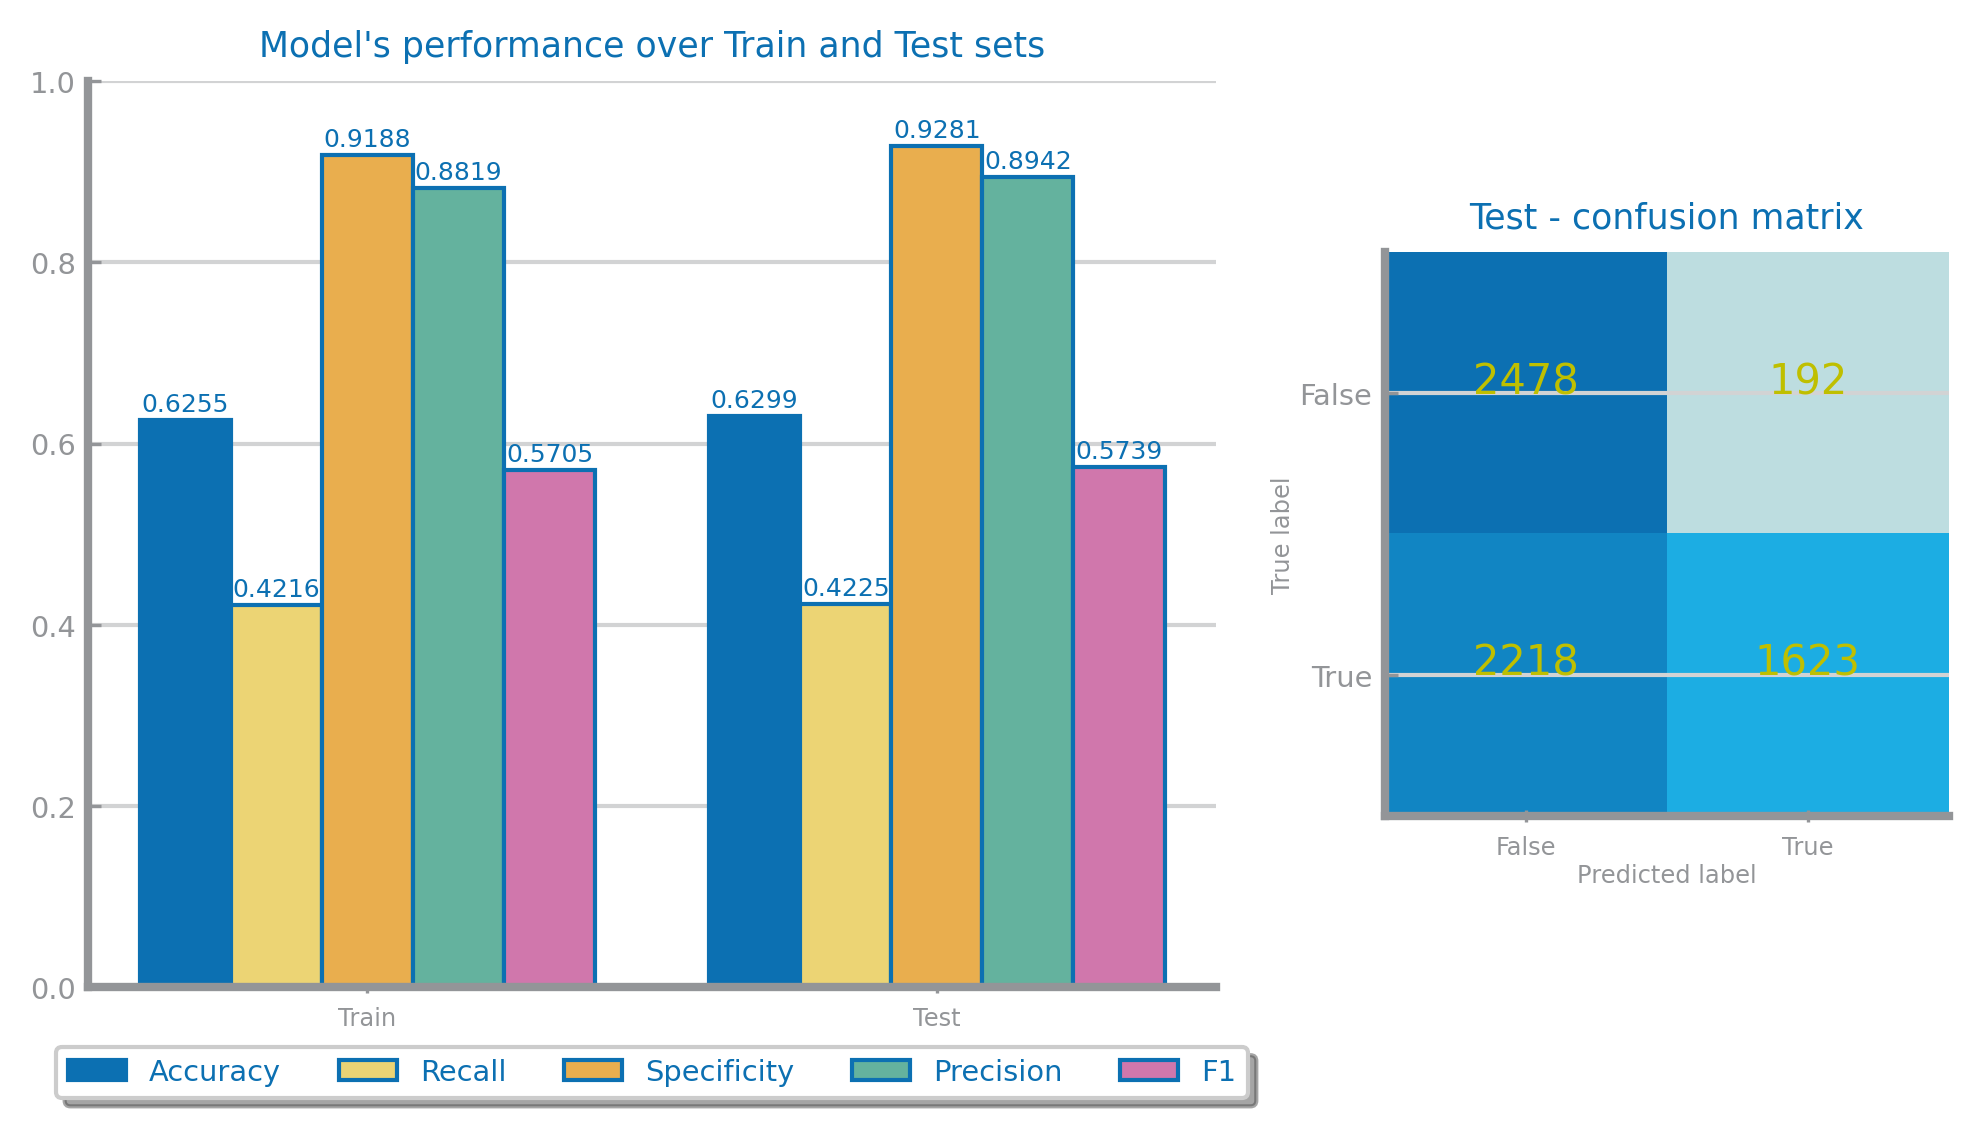 Model's performance over Train and Test sets
1.0
0.8
0.6
0.4
0.2
0.0
0.6255
0.4216
0.9188
0.8819
0.5705
0.6299
0.4225
0.9281
0.8942
0.5739
Train
Test
Accuracy
Recall
Specificity
Precision
F1
Test - confusion matrix
True label
False
2478
192
True
2218
1623
False
True
Predicted label